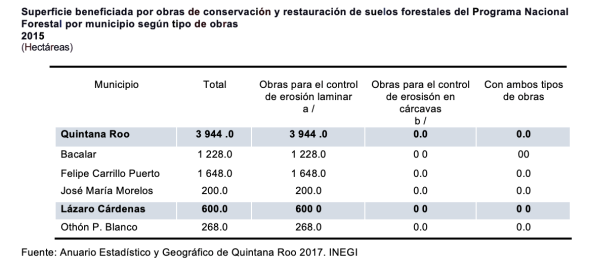 Superficie beneficiada por obras de conservación y restauración de suelos forestales del Programa Nacional
Forestal por municipio según tipo de obras
2015
(Hectáreas)
Municipio Total Obras para el control de erosión laminar a / Obras para el control de erosisón en cárcavas b / Con ambos tipos de obras
Quintana Roo 3 944 .0 3 944 .0 0.0 0.0
Bacalar 1 228.0 1 228.0 0 0 00
Felipe Carrillo Puerto 1 648.0 1 648.0 0.0 0.0
José María Morelos 200.0 200.0 0.0 0.0
Lázaro Cárdenas 600.0 600 0 0 0 0 0
Othón P. Blanco 268.0 268.0 0.0 0.0
Fuente: Anuario Estadístico y Geográfico de Quintana Roo 2017. INEGI